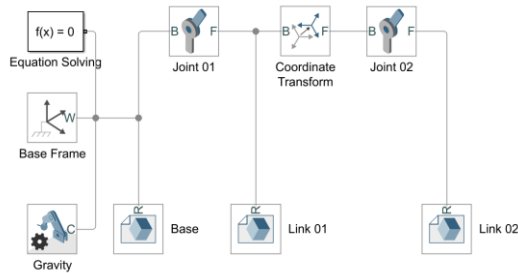 f(x) = 0
Equation Solving
B
F
Joint 01
B
F
Coordinate
Transform
B
F
Joint 02
W
Base Frame
C
Gravity
R
Base
R
Link 01
R
Link 02